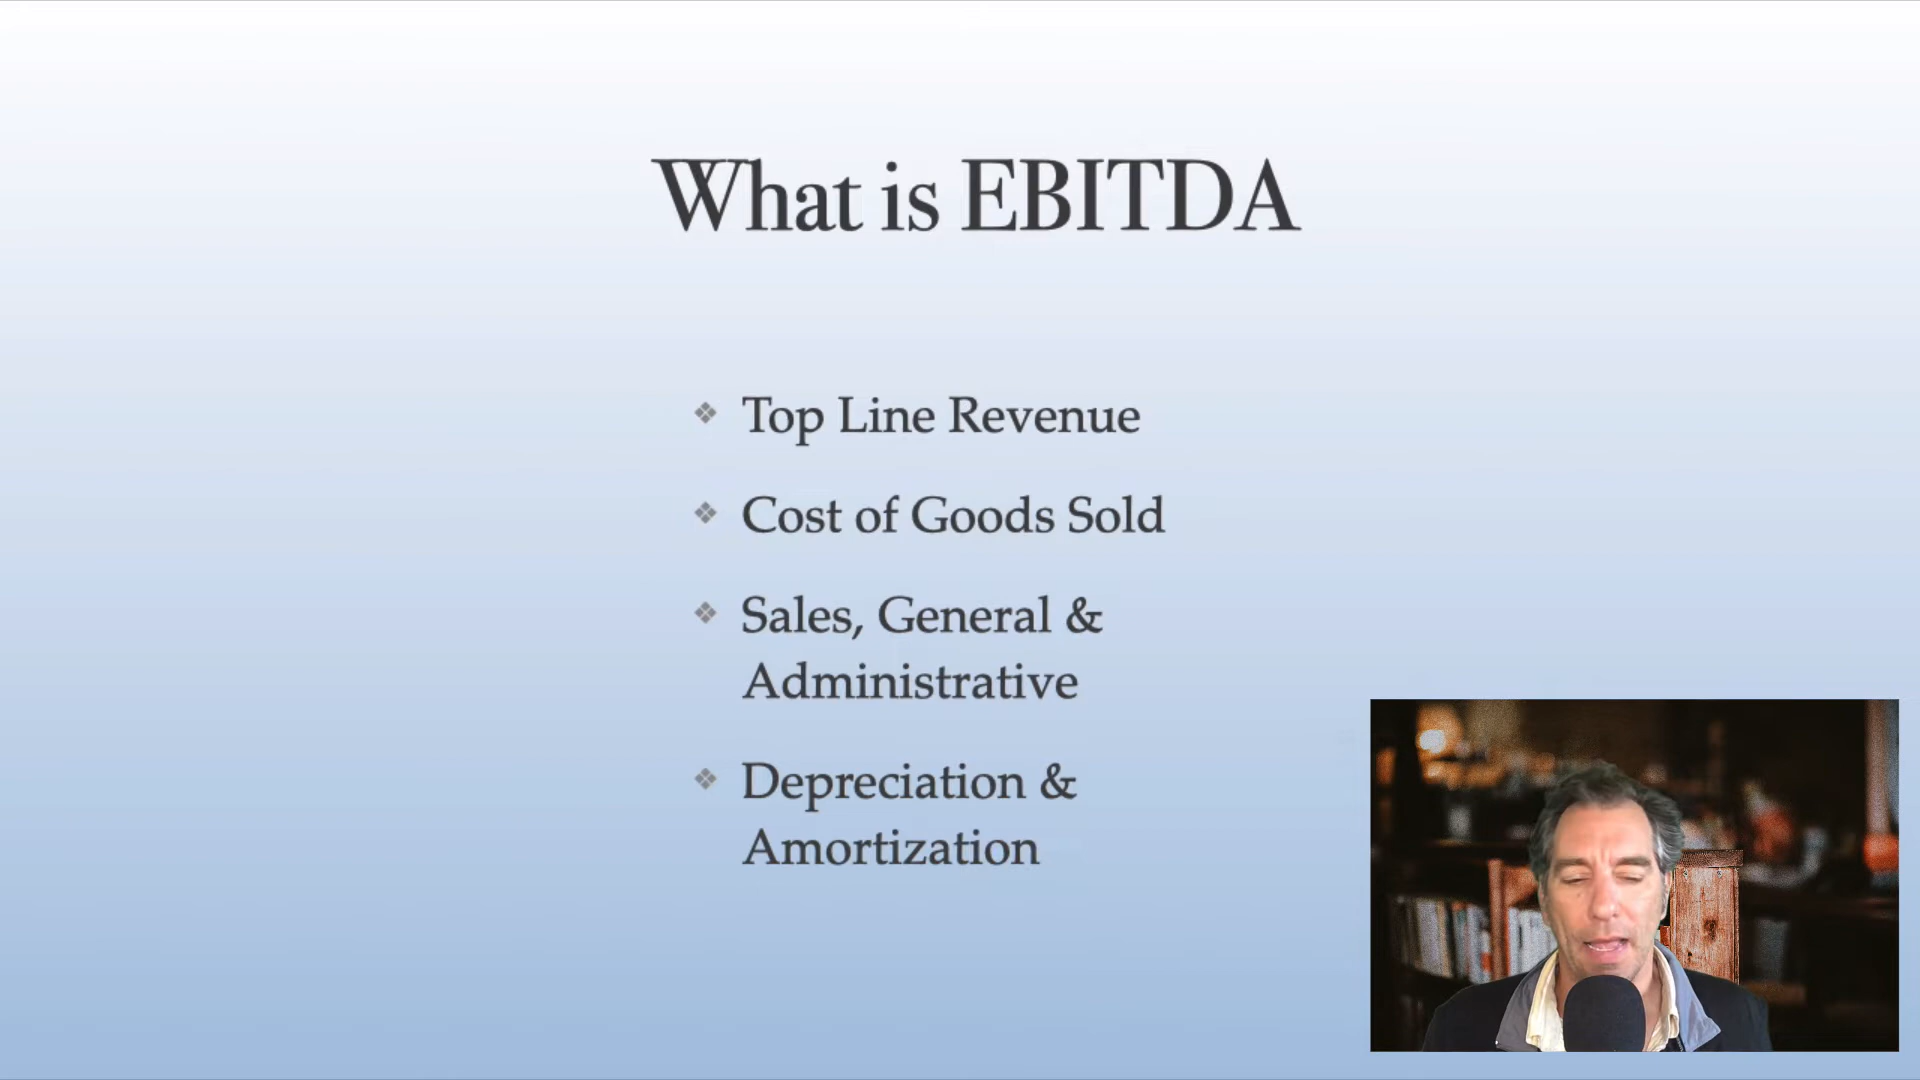 What is EBITDA
Top Line Revenue
Cost of Goods Sold
Sales, General &
Administrative
Depreciation &
Amortization